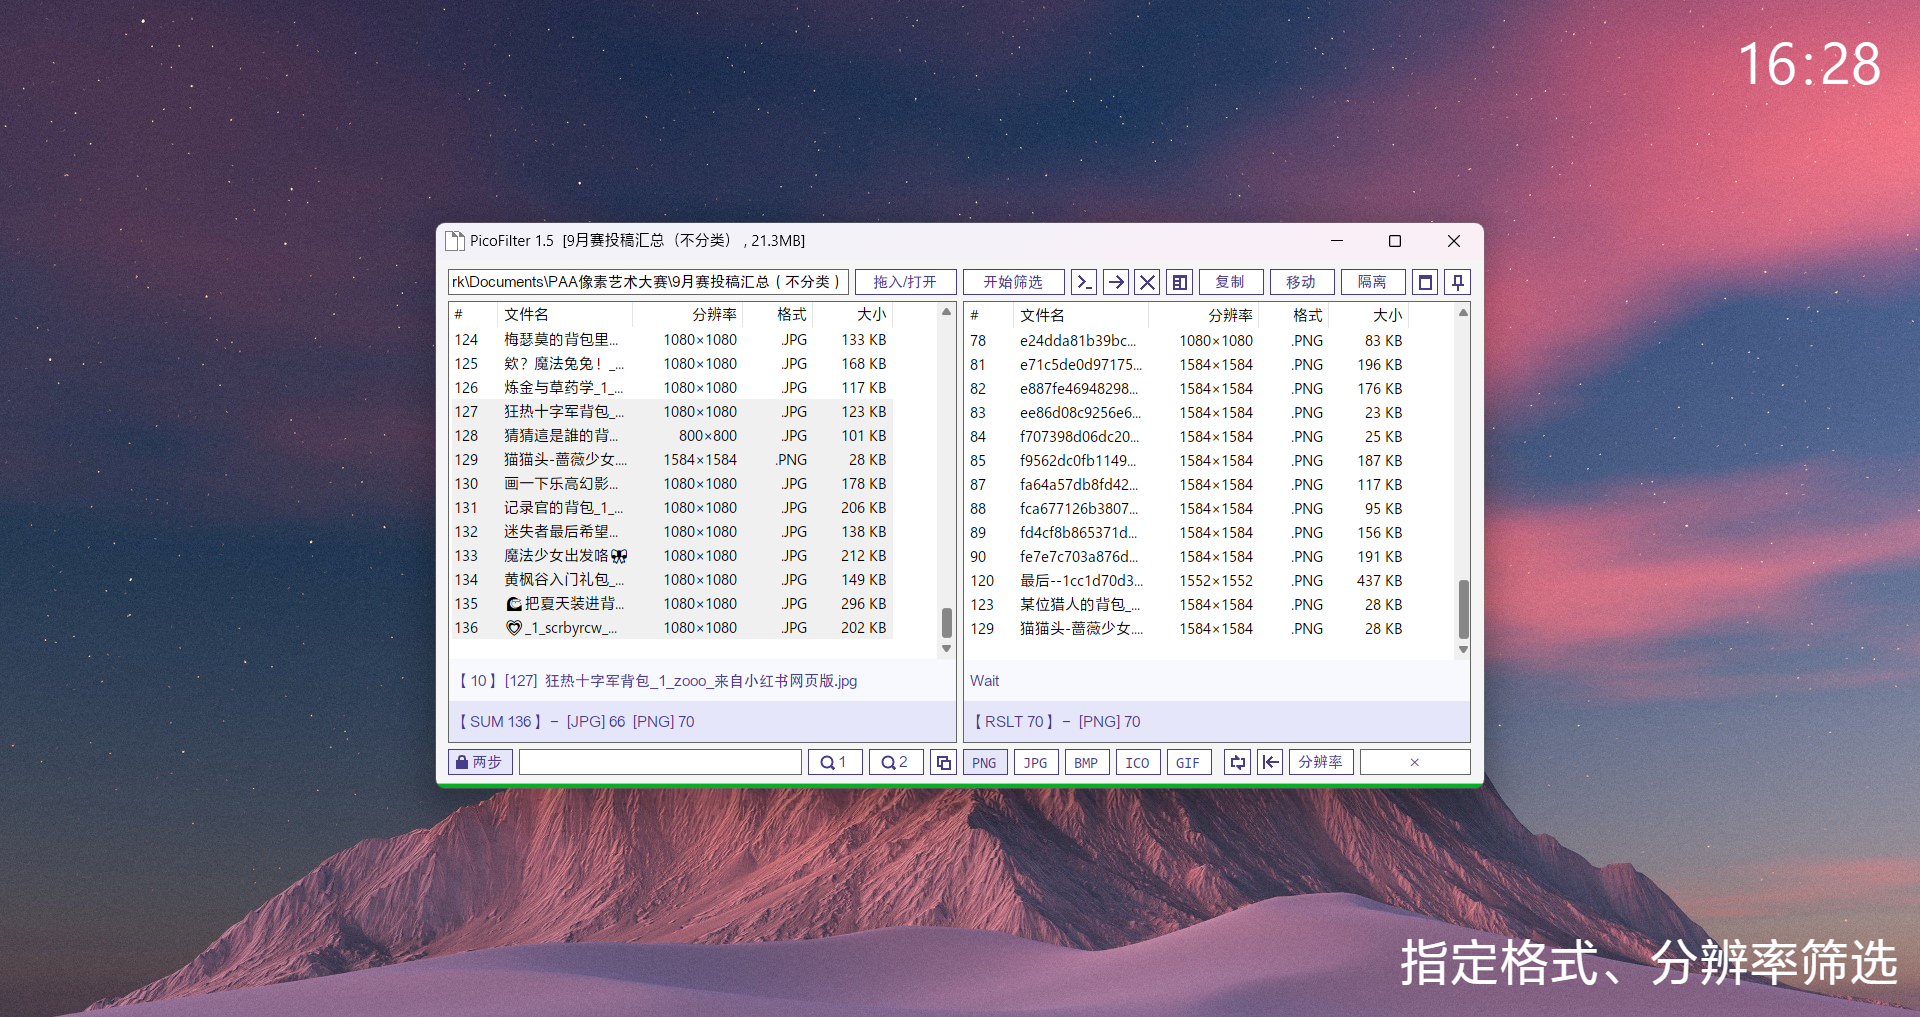 16:28
PicoFilter 1.5 [9月赛投稿汇总（不分类）, 21.3MB]
rk\Documents\PAA像素艺术大赛\9月赛投稿汇总（不分类） 拖入/打开 开始筛选 复制 移动 隔离
# 文件名 分辨率 格式 大小
124 梅瑟莫的背包里... 1080×1080 .JPG 133 KB
125 欸？魔法兔兔！_... 1080×1080 .JPG 168 KB
126 炼金与草药学_1_... 1080×1080 .JPG 117 KB
127 狂热十字军背包_... 1080×1080 .JPG 123 KB
128 猜猜這是誰的背... 800×800 .JPG 101 KB
129 猫猫头-蔷薇少女.... 1584×1584 .PNG 28 KB
130 画一下乐高幻影... 1080×1080 .JPG 178 KB
131 记录官的背包_1_... 1080×1080 .JPG 206 KB
132 迷失者最后希望... 1080×1080 .JPG 138 KB
133 魔法少女出发咯🎀 1080×1080 .JPG 212 KB
134 黄枫谷入门礼包_... 1080×1080 .JPG 149 KB
135 🌊把夏天装进背... 1080×1080 .JPG 296 KB
136 💛_1_scrbyrcw_... 1080×1080 .JPG 202 KB
【 10 】[127] 狂热十字军背包_1_zooo_来自小红书网页版.jpg
【 SUM 136 】 – [JPG] 66 [PNG] 70
两步 1 2
# 文件名 分辨率 格式 大小
78 e24dda81b39bc... 1080×1080 .PNG 83 KB
81 e71c5de0d97175... 1584×1584 .PNG 196 KB
82 e887fe46948298... 1584×1584 .PNG 176 KB
83 ee86d08c9256e6... 1584×1584 .PNG 23 KB
84 f707398d06dc20... 1584×1584 .PNG 25 KB
85 f9562dc0fb1149... 1584×1584 .PNG 187 KB
87 fa64a57db8fd42... 1584×1584 .PNG 117 KB
88 fca677126b3807... 1584×1584 .PNG 95 KB
89 fd4cf8b865371d... 1584×1584 .PNG 156 KB
90 fe7e7c703a876d... 1584×1584 .PNG 191 KB
120 最后--1cc1d70d3... 1552×1552 .PNG 437 KB
123 某位猎人的背包_... 1584×1584 .PNG 28 KB
129 猫猫头-蔷薇少女.... 1584×1584 .PNG 28 KB
Wait
【 RSLT 70 】 – [PNG] 70
PNG JPG BMP ICO GIF 分辨率 ×
指定格式、分辨率筛选